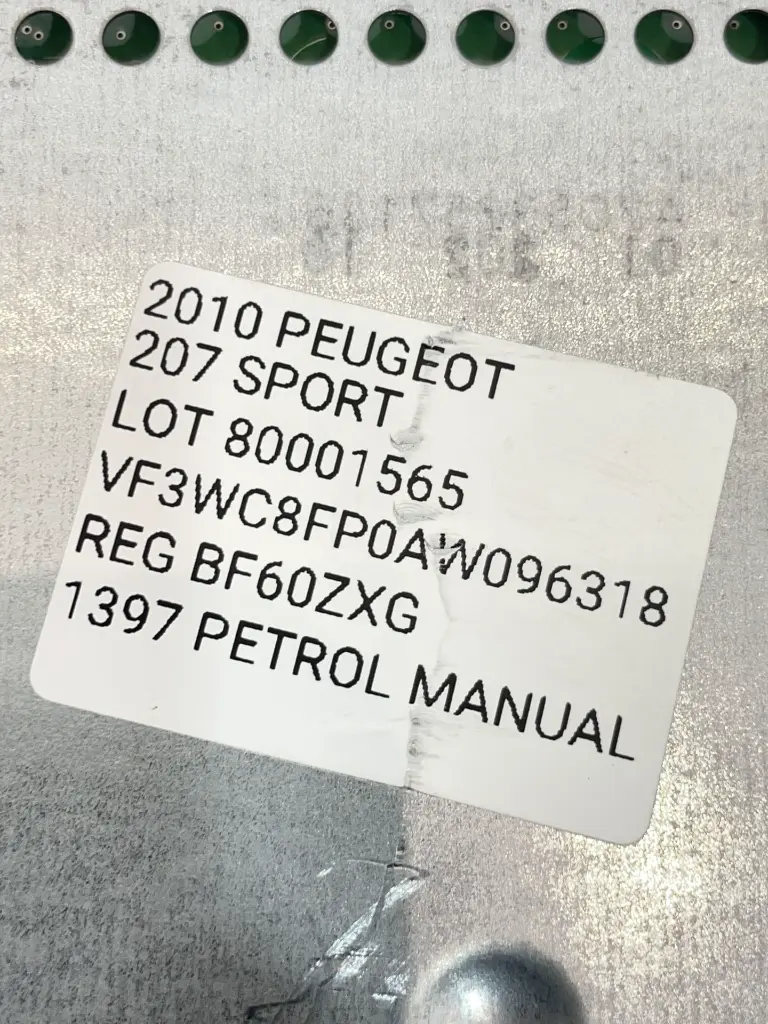 2010 PEUGEOT
207 SPORT
LOT 80001565
VF3WC8FP0AW096318
REG BF60ZXG
1397 PETROL MANUAL